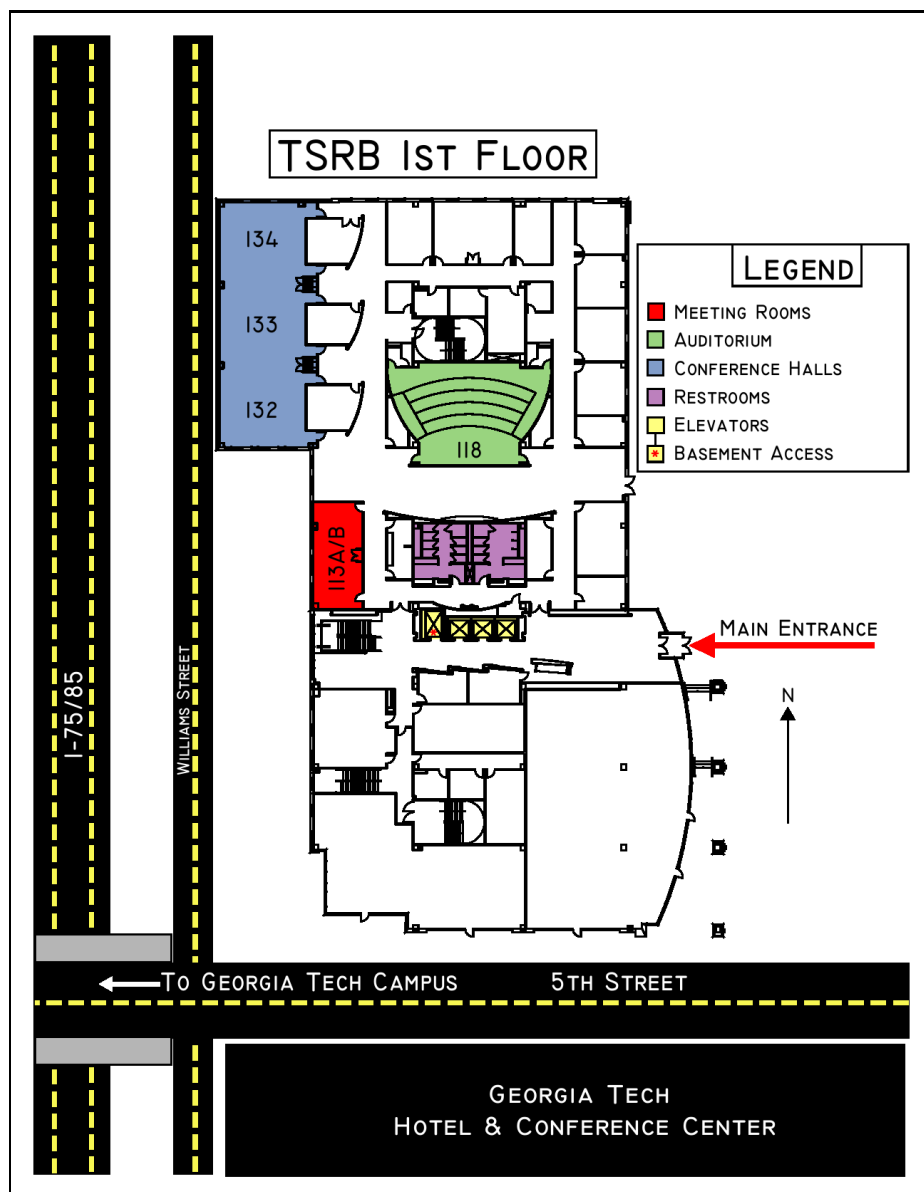 TSRB 1st Floor
134
133
132
118
113A/B
Legend
Meeting Rooms
Auditorium
Conference Halls
Restrooms
Elevators
* Basement Access
Main Entrance
N
I-75/85
Williams Street
To Georgia Tech Campus
5th Street
Georgia Tech
Hotel & Conference Center